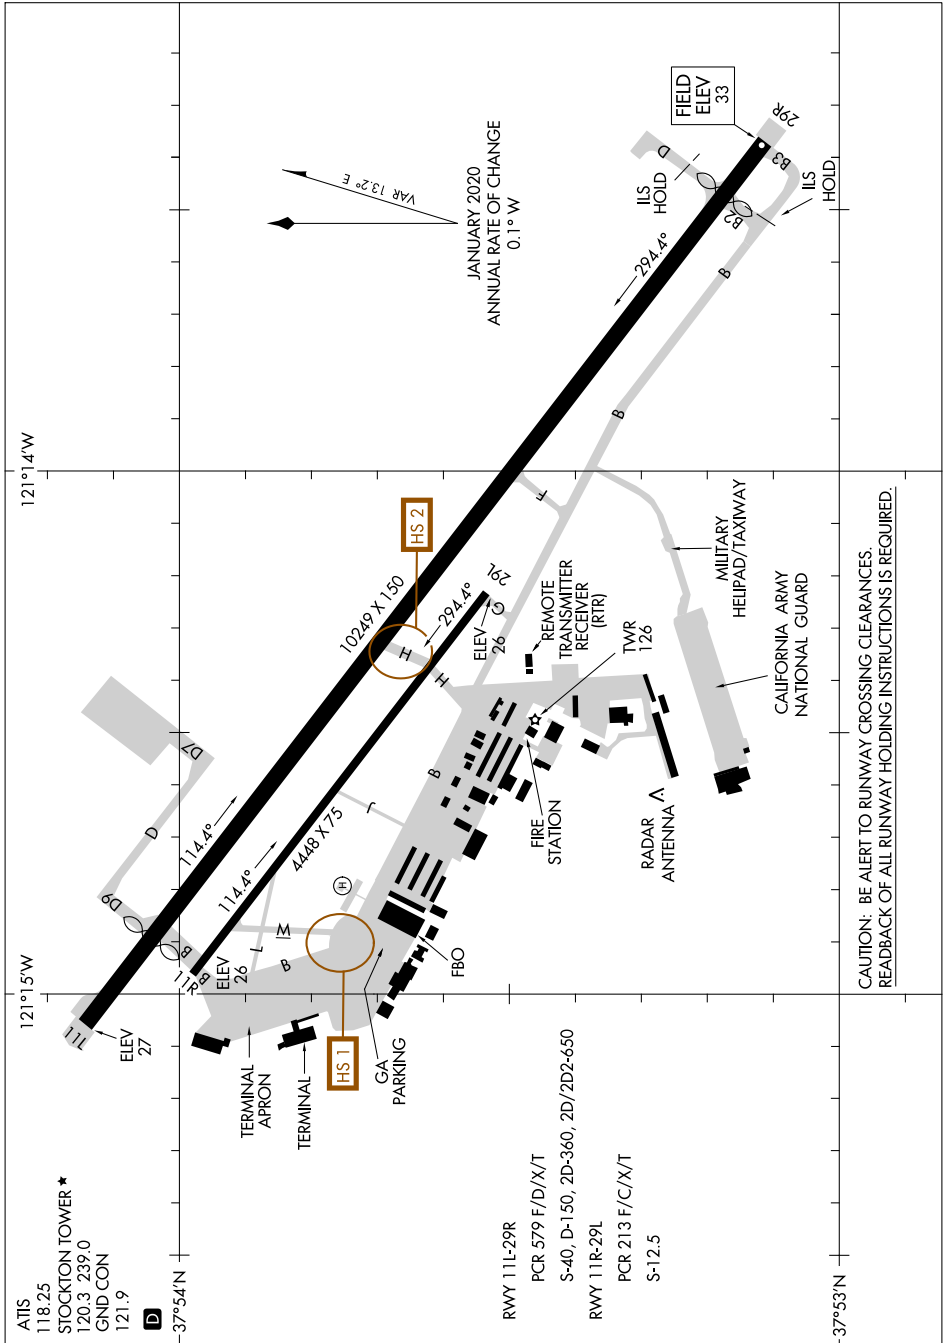 ATIS
118.25
STOCKTON TOWER ★
120.3 239.0
GND CON
121.9
D
37°54'N
37°53'N
121°15'W
121°14'W
JANUARY 2020
ANNUAL RATE OF CHANGE
0.1° W
VAR 13.2° E
FIELD
ELEV
33
29R
B3
D
ILS
HOLD
B2
ILS
HOLD
B
294.4°
B
F
HS 2
10249 X 150
H
294.4°
29L
G
ELEV
26
H
REMOTE
TRANSMITTER
RECEIVER
(RTR)
TWR
126
MILITARY
HELIPAD/TAXIWAY
CALIFORNIA ARMY
NATIONAL GUARD
D7
D
114.4°
B
J
4448 X 75
114.4°
FIRE
STATION
RADAR
ANTENNA
D9
H
M
L
B
B
B
11R
ELEV
26
FBO
11L
ELEV
27
HS 1
GA
PARKING
TERMINAL
APRON
TERMINAL
RWY 11L-29R
PCR 579 F/D/X/T
S-40, D-150, 2D-360, 2D/2D2-650
RWY 11R-29L
PCR 213 F/C/X/T
S-12.5
CAUTION: BE ALERT TO RUNWAY CROSSING CLEARANCES.
READBACK OF ALL RUNWAY HOLDING INSTRUCTIONS IS REQUIRED.